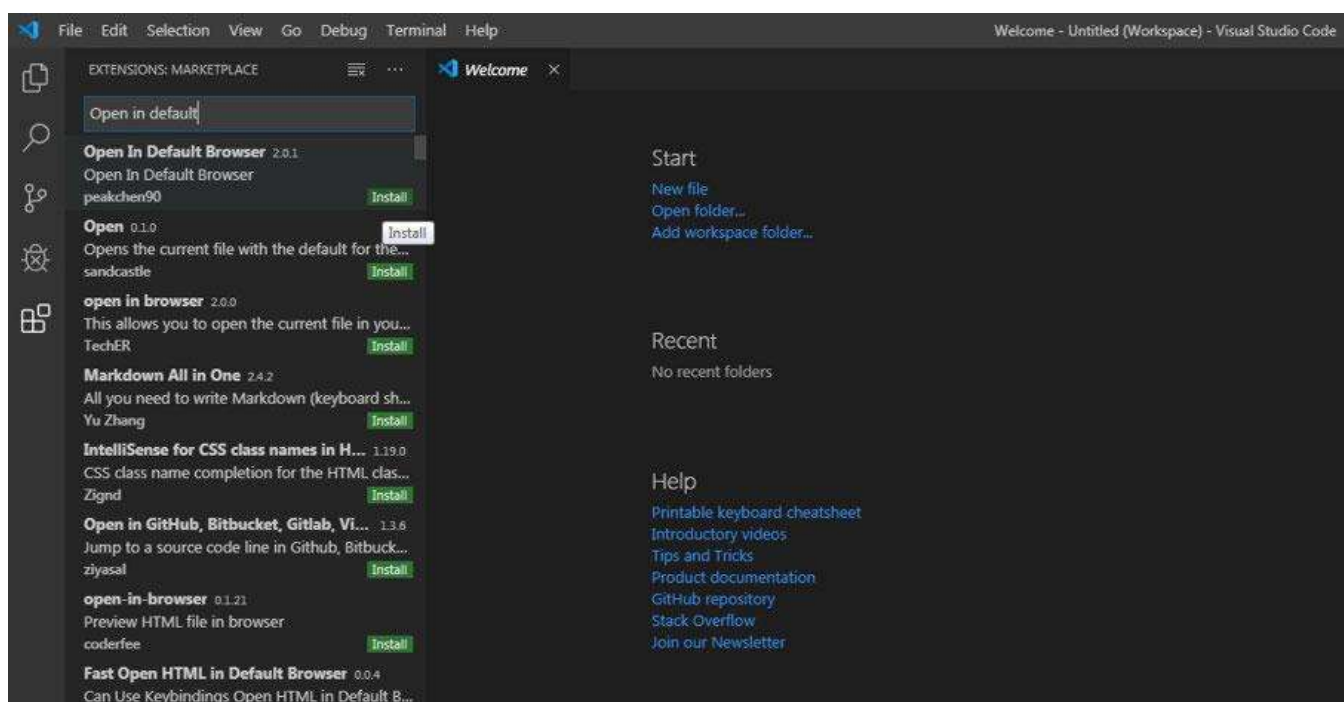 File Edit Selection View Go Debug Terminal Help
Welcome - Untitled (Workspace) - Visual Studio Code
EXTENSIONS: MARKETPLACE
Welcome
Open in default
Open In Default Browser 2.0.1
Open In Default Browser
peakchen90 Install
Open 0.1.0
Install
Opens the current file with the default for the...
sandcastle Install
open in browser 2.0.0
This allows you to open the current file in you...
TechER Install
Markdown All in One 2.4.2
All you need to write Markdown (keyboard sh...
Yu Zhang Install
IntelliSense for CSS class names in H... 1.19.0
CSS class name completion for the HTML clas...
Zignd Install
Open in GitHub, Bitbucket, Gitlab, Vi... 1.3.6
Jump to a source code line in Github, Bitbuck...
ziyasal Install
open-in-browser 0.1.21
Preview HTML file in browser
coderfee Install
Fast Open HTML in Default Browser 0.0.4
Can Use Keybindings Open HTML in Default B...
Start
New file
Open folder...
Add workspace folder...
Recent
No recent folders
Help
Printable keyboard cheatsheet
Introductory videos
Tips and Tricks
Product documentation
GitHub repository
Stack Overflow
Join our Newsletter